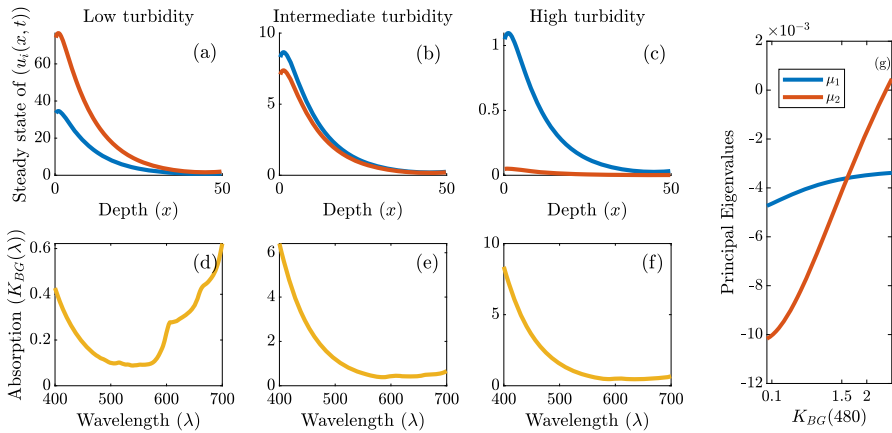 Low turbidity
Intermediate turbidity
High turbidity
Steady state of (u_i(x, t))
(a)
60
40
20
0
0
50
Depth (x)
(b)
10
5
0
0
50
Depth (x)
(c)
1
0.5
0
0
50
Depth (x)
Absorption (K_BG(λ))
(d)
0.6
0.4
0.2
0
400
500
600
700
Wavelength (λ)
(e)
6
4
2
0
400
500
600
700
Wavelength (λ)
(f)
10
5
0
400
500
600
700
Wavelength (λ)
×10⁻³
(g)
μ₁
μ₂
Principal Eigenvalues
2
0
-2
-4
-6
-8
-10
-12
0.1
1.5
2
K_BG(480)